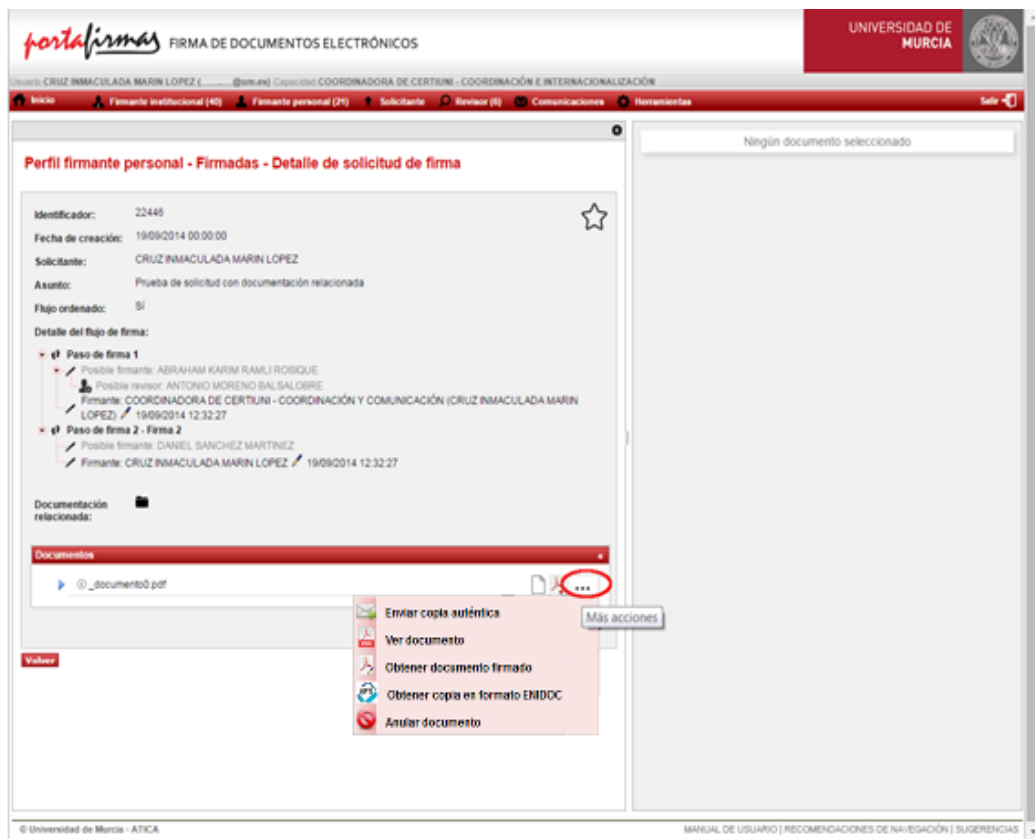 portafirmas FIRMA DE DOCUMENTOS ELECTRÓNICOS
UNIVERSIDAD DE
MURCIA
Usuario CRUZ INMACULADA MARIN LOPEZ ( @um.es) Capacidad COORDINADORA DE CERTIUNI - COORDINACIÓN E INTERNACIONALIZACIÓN
Inicio Firmante institucional (40) Firmante personal (21) Solicitante Revisor (6) Comunicaciones Herramientas Salir
Ningún documento seleccionado
Perfil firmante personal - Firmadas - Detalle de solicitud de firma
Identificador: 22446
Fecha de creación: 19/09/2014 00:00:00
Solicitante: CRUZ INMACULADA MARIN LOPEZ
Asunto: Prueba de solicitud con documentación relacionada
Flujo ordenado: Sí
Detalle del flujo de firma:
Paso de firma 1
Posible firmante: ABRAHAM KARIM RAMLI ROSIQUE
Posible revisor: ANTONIO MORENO BALSALOBRE
Firmante: COORDINADORA DE CERTIUNI - COORDINACIÓN Y COMUNICACIÓN (CRUZ INMACULADA MARIN
LOPEZ) 19/09/2014 12:32:27
Paso de firma 2 - Firma 2
Posible firmante: DANIEL SANCHEZ MARTINEZ
Firmante: CRUZ INMACULADA MARIN LOPEZ 19/09/2014 12:32:27
Documentación
relacionada:
Documentos
_documento0.pdf ...
Más acciones
Enviar copia auténtica
Ver documento
Obtener documento firmado
Obtener copia en formato ENIDOC
Anular documento
Volver
© Universidad de Murcia - ATICA MANUAL DE USUARIO | RECOMENDACIONES DE NAVEGACIÓN | SUGERENCIAS